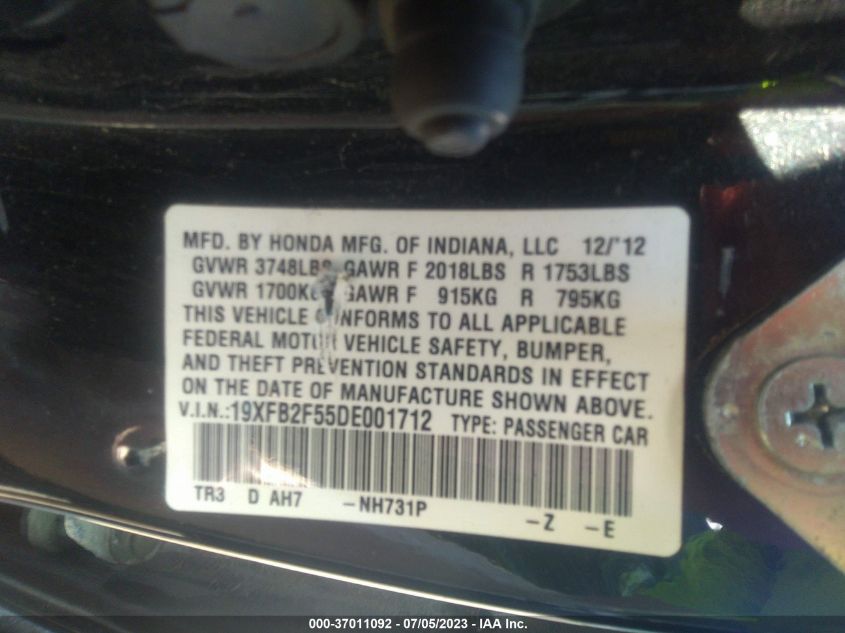 MFD. BY HONDA MFG. OF INDIANA, LLC 12/'12
GVWR 3748LBS GAWR F 2018LBS R 1753LBS
GVWR 1700KG GAWR F 915KG R 795KG
THIS VEHICLE CONFORMS TO ALL APPLICABLE
FEDERAL MOTOR VEHICLE SAFETY, BUMPER,
AND THEFT PREVENTION STANDARDS IN EFFECT
ON THE DATE OF MANUFACTURE SHOWN ABOVE.
V.I.N.:19XFB2F55DE001712 TYPE: PASSENGER CAR
TR3 D AH7 -NH731P -Z -E
000-37011092 - 07/05/2023 - IAA Inc.